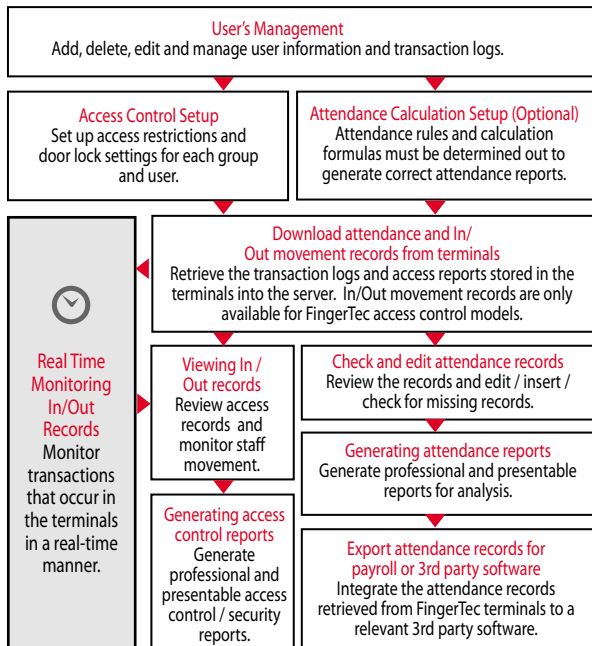 User's Management
Add, delete, edit and manage user information and transaction logs.
Access Control Setup
Set up access restrictions and
door lock settings for each group
and user.
Attendance Calculation Setup (Optional)
Attendance rules and calculation
formulas must be determined out to
generate correct attendance reports.
Download attendance and In/
Out movement records from terminals
Retrieve the transaction logs and access reports stored in the
terminals into the server. In/Out movement records are only
available for FingerTec access control models.
Real Time
Monitoring
In/Out
Records
Monitor
transactions
that occur in
the terminals
in a real-time
manner.
Viewing In /
Out records
Review access
records and
monitor staff
movement.
Check and edit attendance records
Review the records and edit / insert /
check for missing records.
Generating attendance reports
Generate professional and presentable
reports for analysis.
Generating access
control reports
Generate
professional and
presentable access
control / security
reports.
Export attendance records for
payroll or 3rd party software
Integrate the attendance records
retrieved from FingerTec terminals to a
relevant 3rd party software.